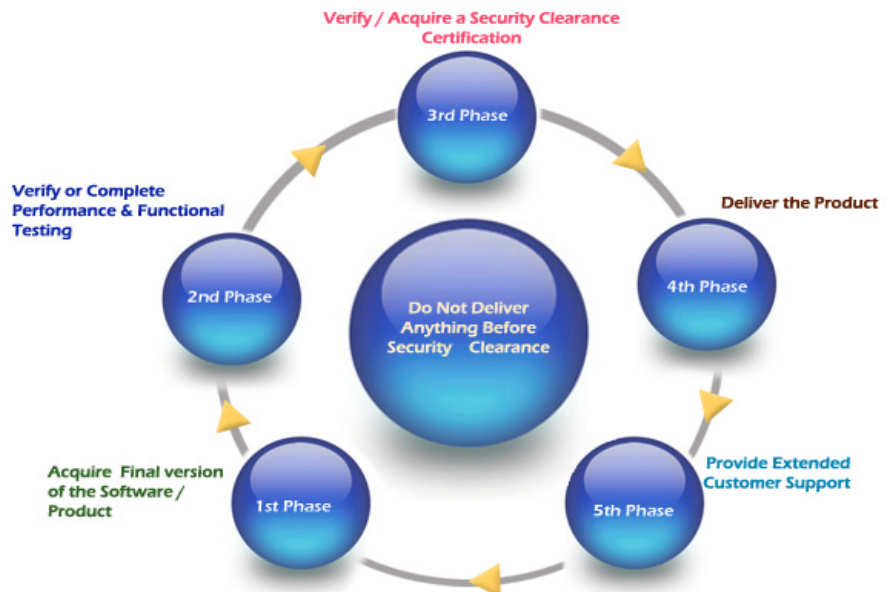 Verify / Acquire a Security Clearance
Certification
3rd Phase
Verify or Complete
Performance & Functional
Testing
Deliver the Product
2nd Phase
4th Phase
Do Not Deliver
Anything Before
Security Clearance
Acquire Final version
of the Software /
Product
Provide Extended
Customer Support
1st Phase
5th Phase